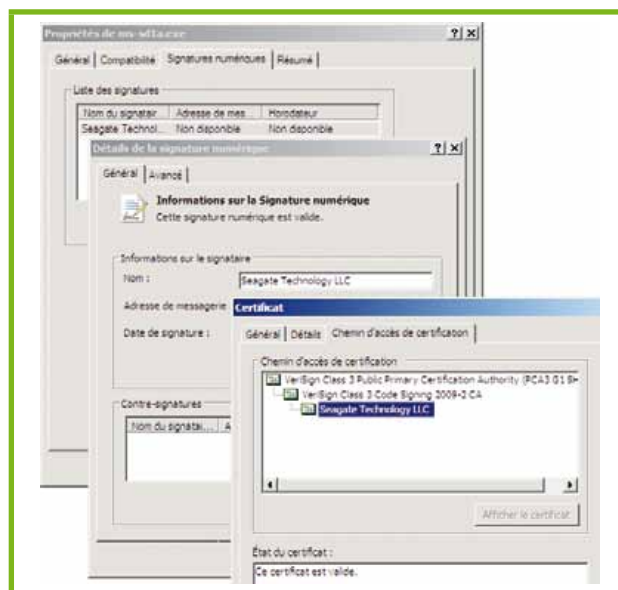 Propriétés de ms-sd1a.exe
Général Compatibilité Signatures numériques Résumé
Liste des signatures
Nom du signatair... Adresse de mes... Horodateur
Seagate Technol... Non disponible Non disponible
Détails de la signature numérique
Général Avancé
Informations sur la Signature numérique
Cette signature numérique est valide.
Informations sur le signataire
Nom : Seagate Technology LLC
Adresse de messagerie
Date de signature :
Contre-signatures
Nom du signatai... A
Certificat
Général Détails Chemin d'accès de certification
Chemin d'accès de certification
VeriSign Class 3 Public Primary Certification Authority (PCA3 G1 SH
VeriSign Class 3 Code Signing 2009-2 CA
Seagate Technology LLC
Afficher le certificat
État du certificat :
Ce certificat est valide.